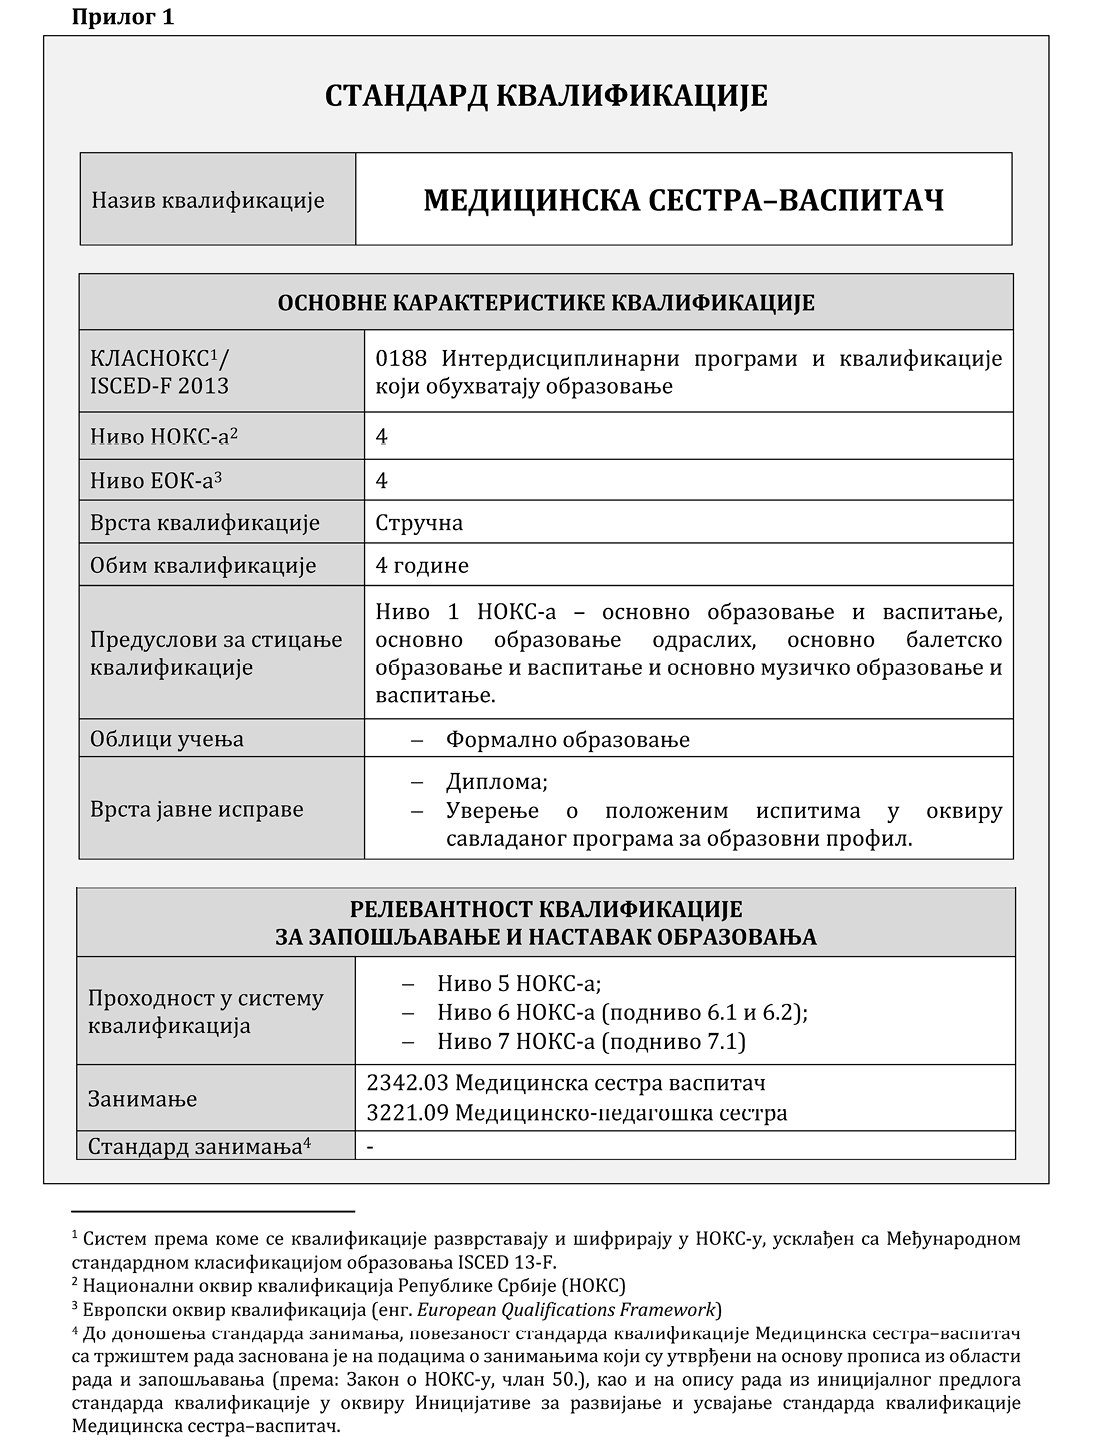 Прилог 1
СТАНДАРД КВАЛИФИКАЦИЈЕ
Назив квалификације
МЕДИЦИНСКА СЕСТРА–ВАСПИТАЧ
ОСНОВНЕ КАРАКТЕРИСТИКЕ КВАЛИФИКАЦИЈЕ
КЛАСНОКС¹/
ISCED-F 2013
0188 Интердисциплинарни програми и квалификације
који обухватају образовање
Ниво НОКС-а²
4
Ниво ЕОК-а³
4
Врста квалификације
Стручна
Обим квалификације
4 године
Предуслови за стицање
квалификације
Ниво 1 НОКС-а – основно образовање и васпитање,
основно образовање одраслих, основно балетско
образовање и васпитање и основно музичко образовање и
васпитање.
Облици учења
– Формално образовање
Врста јавне исправе
– Диплома;
– Уверење о положеним испитима у оквиру
савладаног програма за образовни профил.
РЕЛЕВАНТНОСТ КВАЛИФИКАЦИЈЕ
ЗА ЗАПОШЉАВАЊЕ И НАСТАВАК ОБРАЗОВАЊА
Проходност у систему
квалификација
– Ниво 5 НОКС-а;
– Ниво 6 НОКС-а (подниво 6.1 и 6.2);
– Ниво 7 НОКС-а (подниво 7.1)
Занимање
2342.03 Медицинска сестра васпитач
3221.09 Медицинско-педагошка сестра
Стандард занимања⁴
-
¹ Систем према коме се квалификације разврставају и шифрирају у НОКС-у, усклађен са Међународном
стандардном класификацијом образовања ISCED 13-F.
² Национални оквир квалификација Републике Србије (НОКС)
³ Европски оквир квалификација (енг. European Qualifications Framework)
⁴ До доношења стандарда занимања, повезаност стандарда квалификације Медицинска сестра–васпитач
са тржиштем рада заснована је на подацима о занимањима који су утврђени на основу прописа из области
рада и запошљавања (према: Закон о НОКС-у, члан 50.), као и на опису рада из иницијалног предлога
стандарда квалификације у оквиру Иницијативе за развијање и усвајање стандарда квалификације
Медицинска сестра–васпитач.